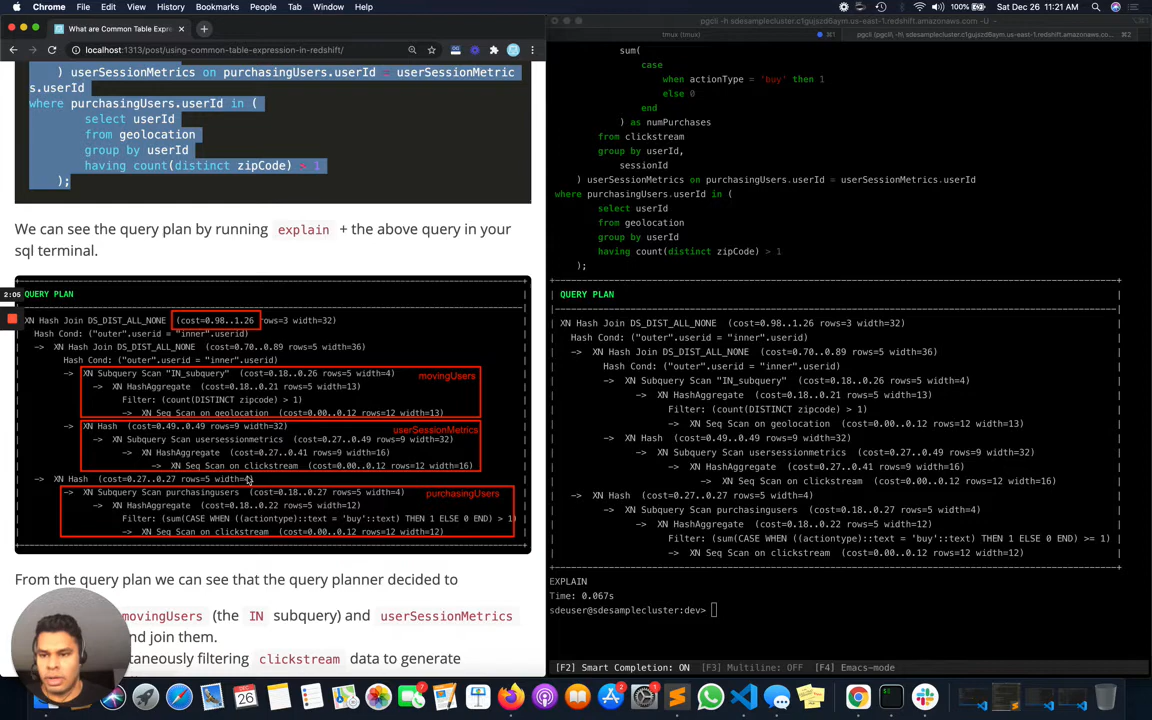 Chrome File Edit View History Bookmarks People Tab Window Help
100% Sat Dec 26 11:21 AM
What are Common Table Expre
localhost:1313/post/using-common-table-expression-in-redshift/
) userSessionMetrics on purchasingUsers.userId = userSessionMetric
s.userId
where purchasingUsers.userId in (
select userId
from geolocation
group by userId
having count(distinct zipCode) > 1
);
We can see the query plan by running explain + the above query in your
sql terminal.
2:05
QUERY PLAN
XN Hash Join DS_DIST_ALL_NONE (cost=0.98..1.26 rows=3 width=32)
Hash Cond: ("outer".userid = "inner".userid)
-> XN Hash Join DS_DIST_ALL_NONE (cost=0.70..0.89 rows=5 width=36)
Hash Cond: ("outer".userid = "inner".userid)
-> XN Subquery Scan "IN_subquery" (cost=0.18..0.26 rows=5 width=4)
movingUsers
-> XN HashAggregate (cost=0.18..0.21 rows=5 width=13)
Filter: (count(DISTINCT zipcode) > 1)
-> XN Seq Scan on geolocation (cost=0.00..0.12 rows=12 width=13)
-> XN Hash (cost=0.49..0.49 rows=9 width=32)
userSessionMetrics
-> XN Subquery Scan usersessionmetrics (cost=0.27..0.49 rows=9 width=32)
-> XN HashAggregate (cost=0.27..0.41 rows=9 width=16)
-> XN Seq Scan on clickstream (cost=0.00..0.12 rows=12 width=16)
-> XN Hash (cost=0.27..0.27 rows=5 width=4)
-> XN Subquery Scan purchasingusers (cost=0.18..0.27 rows=5 width=4)
purchasingUsers
-> XN HashAggregate (cost=0.18..0.22 rows=5 width=12)
Filter: (sum(CASE WHEN ((actiontype)::text = 'buy'::text) THEN 1 ELSE 0 END) > 1)
-> XN Seq Scan on clickstream (cost=0.00..0.12 rows=12 width=12)
From the query plan we can see that the query planner decided to
movingUsers (the IN subquery) and userSessionMetrics
nd join them.
taneously filtering clickstream data to generate
pgcli ‹ pgcli -h sdesamplecluster.c1gujszd6ytm.us-east-1.redshift.amazonaws.com -U
tmux (tmux) ⌘1
pgcli ‹ pgcli -h sdesamplecluster.c1gujszd6ytm.us-east-1.redshift.amazonaws.com... ⌘2
sum(
case
when actionType = 'buy' then 1
else 0
end
) as numPurchases
from clickstream
group by userId,
sessionId
) userSessionMetrics on purchasingUsers.userId = userSessionMetrics.userId
where purchasingUsers.userId in (
select userId
from geolocation
group by userId
having count(distinct zipCode) > 1
);
QUERY PLAN
XN Hash Join DS_DIST_ALL_NONE (cost=0.98..1.26 rows=3 width=32)
Hash Cond: ("outer".userid = "inner".userid)
-> XN Hash Join DS_DIST_ALL_NONE (cost=0.70..0.89 rows=5 width=36)
Hash Cond: ("outer".userid = "inner".userid)
-> XN Subquery Scan "IN_subquery" (cost=0.18..0.26 rows=5 width=4)
-> XN HashAggregate (cost=0.18..0.21 rows=5 width=13)
Filter: (count(DISTINCT zipcode) > 1)
-> XN Seq Scan on geolocation (cost=0.00..0.12 rows=12 width=13)
-> XN Hash (cost=0.49..0.49 rows=9 width=32)
-> XN Subquery Scan usersessionmetrics (cost=0.27..0.49 rows=9 width=32)
-> XN HashAggregate (cost=0.27..0.41 rows=9 width=16)
-> XN Seq Scan on clickstream (cost=0.00..0.12 rows=12 width=16)
-> XN Hash (cost=0.27..0.27 rows=5 width=4)
-> XN Subquery Scan purchasingusers (cost=0.18..0.27 rows=5 width=4)
-> XN HashAggregate (cost=0.18..0.22 rows=5 width=12)
Filter: (sum(CASE WHEN ((actiontype)::text = 'buy'::text) THEN 1 ELSE 0 END) >= 1)
-> XN Seq Scan on clickstream (cost=0.00..0.12 rows=12 width=12)
EXPLAIN
Time: 0.067s
sdeuser@sdesamplecluster:dev>
[F2] Smart Completion: ON [F3] Multiline: OFF [F4] Emacs-mode